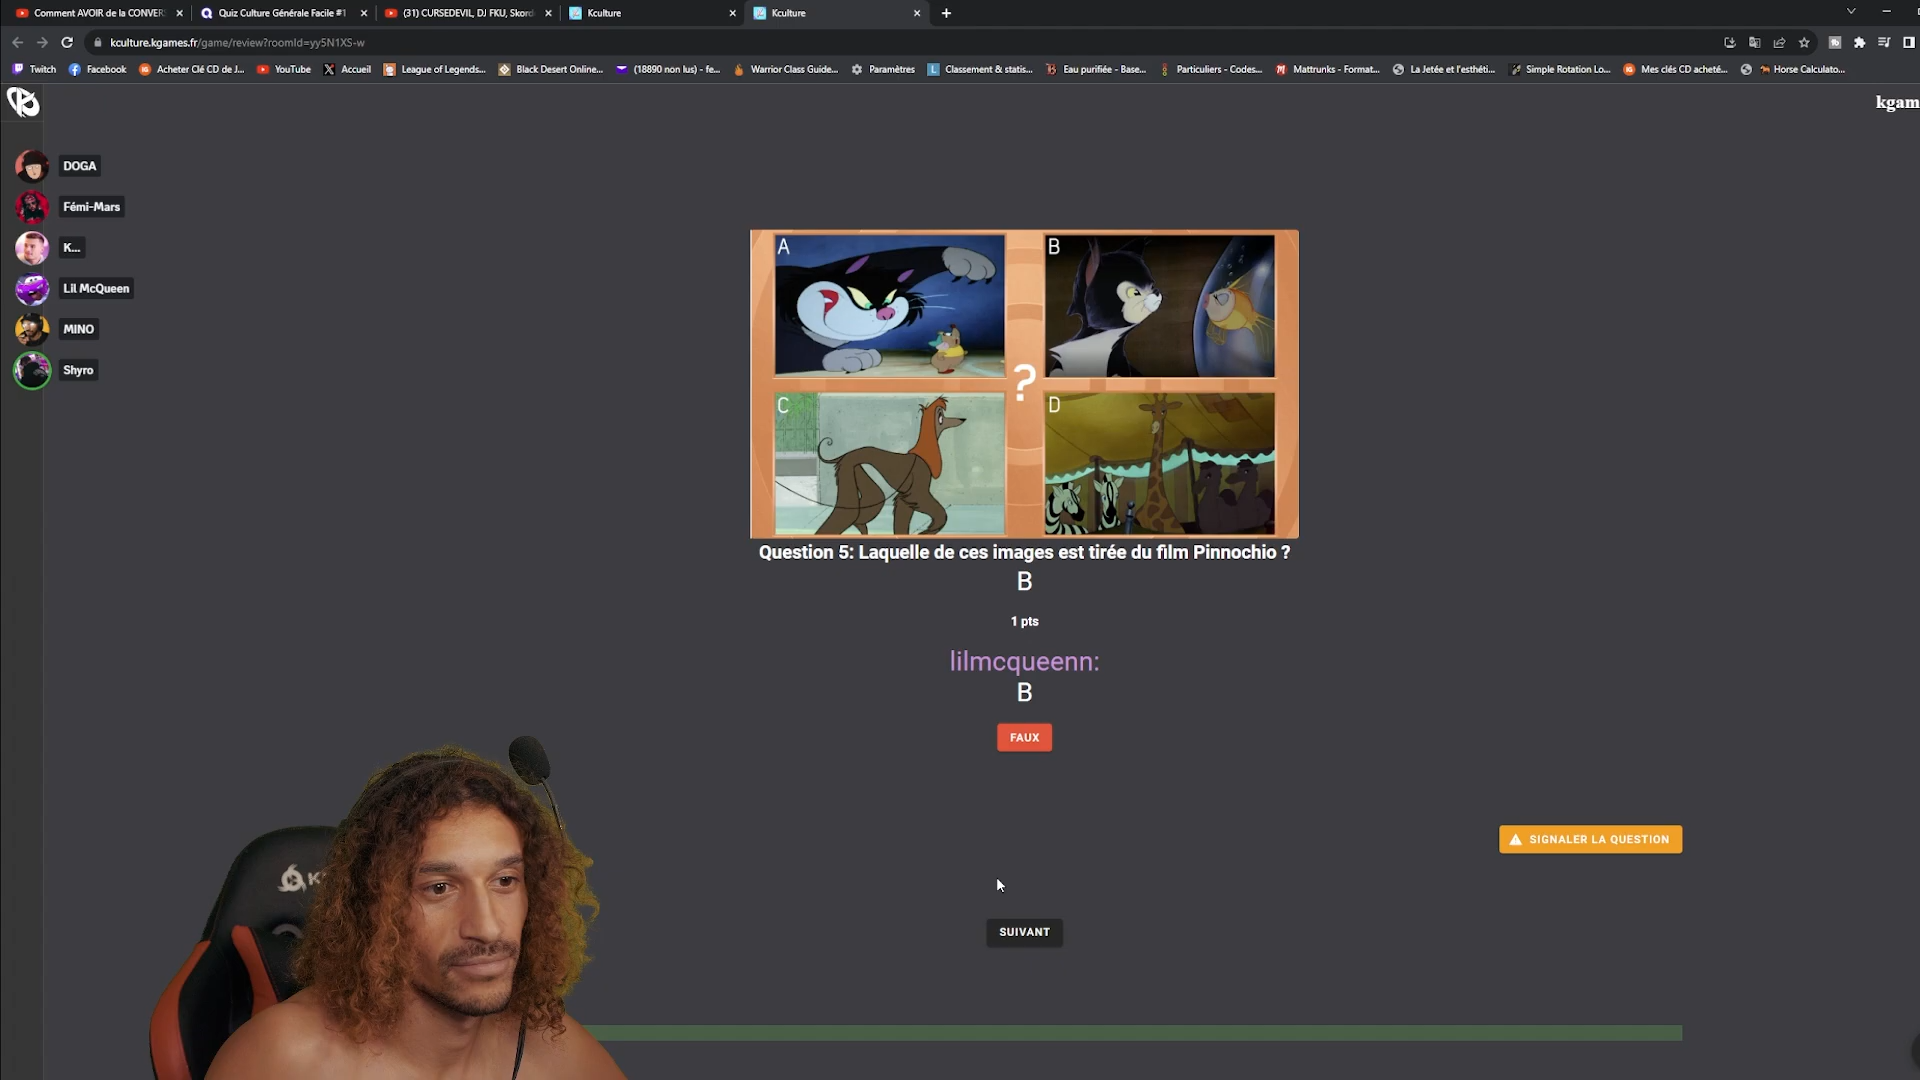 Comment AVOIR de la CONVER
Quiz Culture Générale Facile #1
(31) CURSEDEVIL, DJ FKU, Skord
Kculture
Kculture
kculture.kgames.fr/game/review?roomId=yy5N1XS-w
Twitch
Facebook
Acheter Clé CD de J...
YouTube
Accueil
League of Legends...
Black Desert Online...
(18890 non lus) - fe...
Warrior Class Guide...
Paramètres
Classement & statis...
Eau purifiée - Base...
Particuliers - Codes...
Mattrunks - Format...
La Jetée et l'esthéti...
Simple Rotation Lo...
Mes clés CD acheté...
Horse Calculato...
kgam
DOGA
Fémi-Mars
K...
Lil McQueen
MINO
Shyro
A
B
?
C
D
Question 5: Laquelle de ces images est tirée du film Pinnochio ?
B
1 pts
lilmcqueenn:
B
FAUX
SIGNALER LA QUESTION
SUIVANT